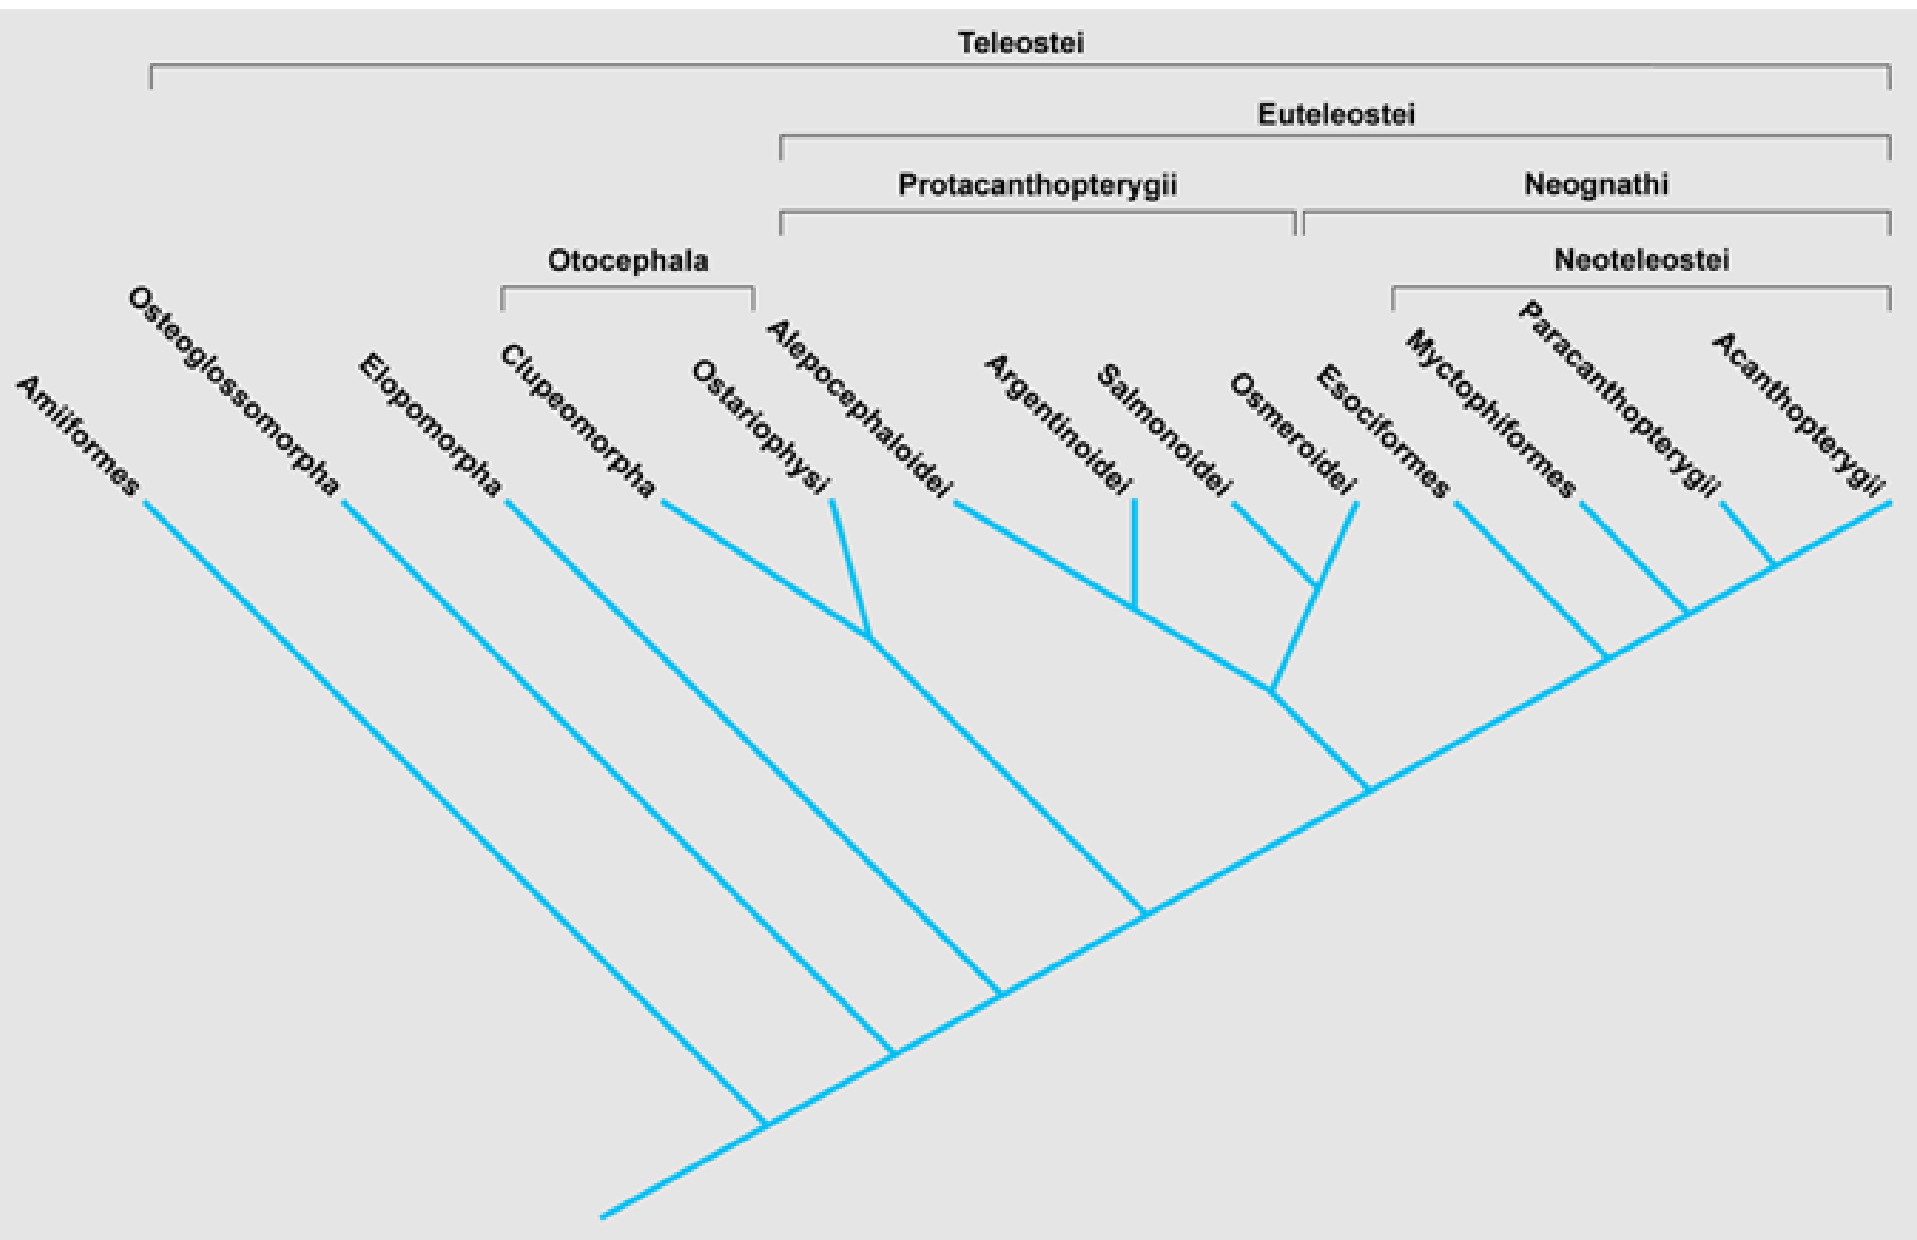 Teleostei
Euteleostei
Protacanthopterygii
Neognathi
Otocephala
Neoteleostei
Amiiformes
Osteoglossomorpha
Elopomorpha
Clupeomorpha
Ostariophysi
Alepocephaloidei
Argentinoidei
Salmonoidei
Osmeroidei
Esociformes
Myctophiformes
Paracanthopterygii
Acanthopterygii